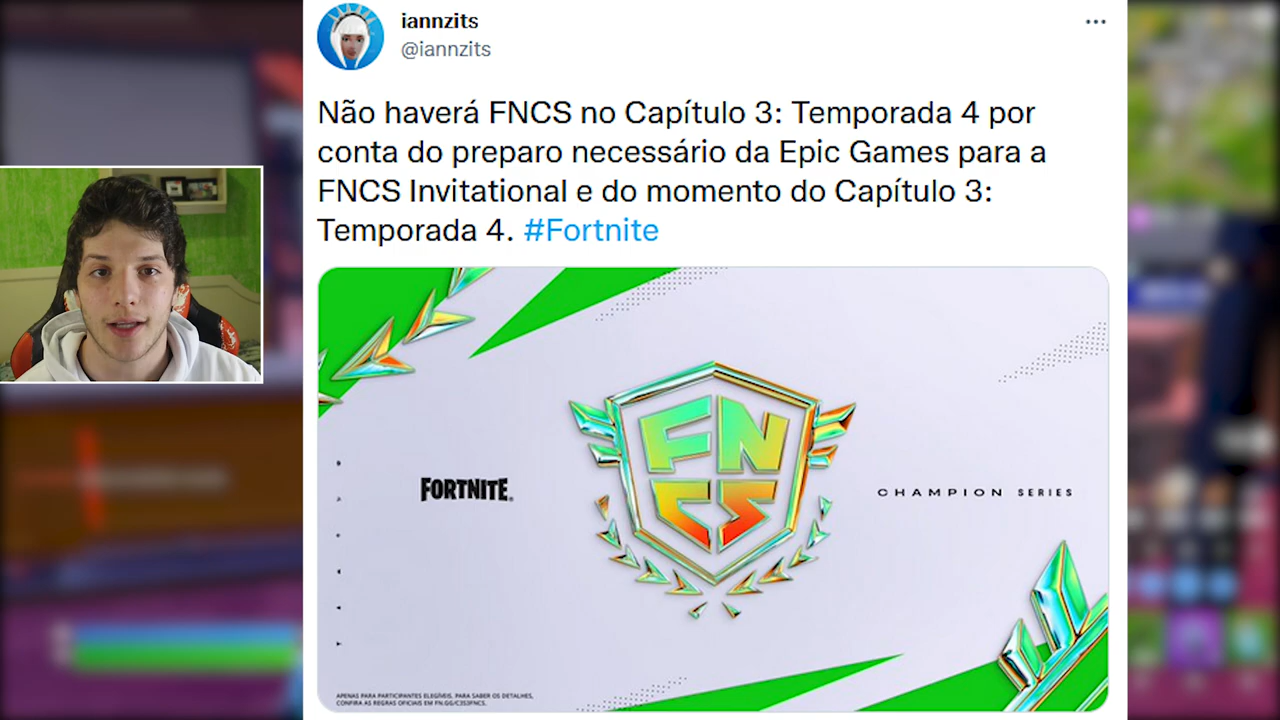 iannzits
@iannzits
Não haverá FNCS no Capítulo 3: Temporada 4 por
conta do preparo necessário da Epic Games para a
FNCS Invitational e do momento do Capítulo 3:
Temporada 4. #Fortnite
FN
CS
FORTNITE
CHAMPION SERIES
APENAS PARA PARTICIPANTES ELEGÍVEIS. PARA SABER OS DETALHES,
CONFIRA AS REGRAS OFICIAIS EM FN.GG/C3S3FNCS.